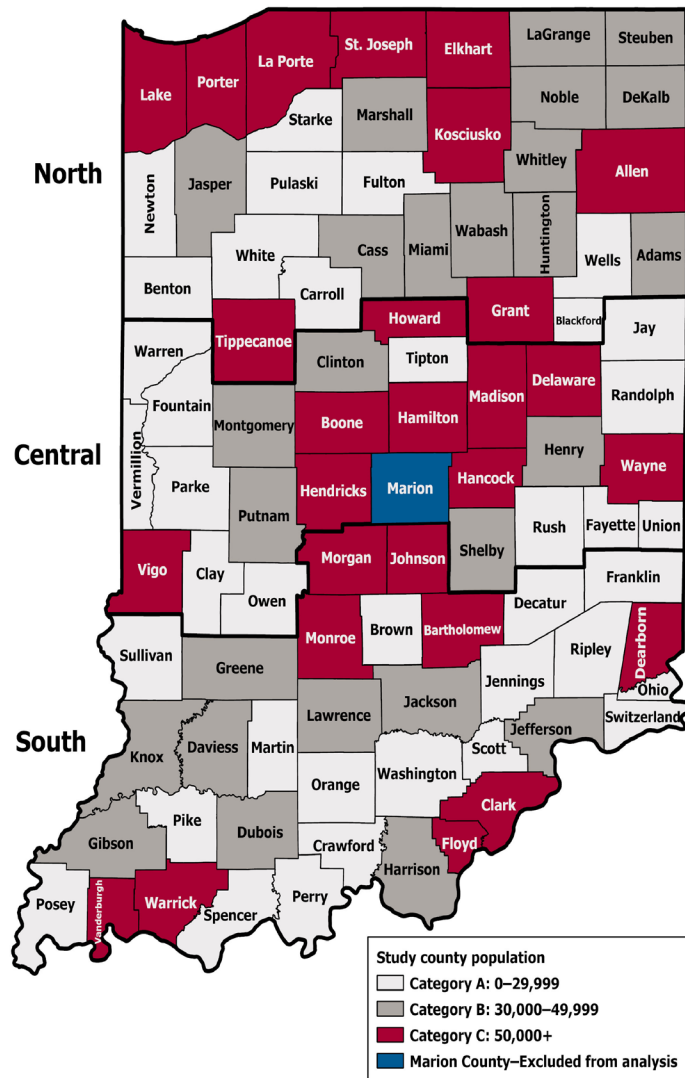 LaGrange
Steuben
St. Joseph
Elkhart
La Porte
Porter
Lake
Noble
DeKalb
Starke
Marshall
Kosciusko
Whitley
Allen
North
Newton
Jasper
Pulaski
Fulton
Huntington
Wabash
Miami
Cass
White
Wells
Adams
Benton
Carroll
Howard
Grant
Blackford
Jay
Tippecanoe
Warren
Clinton
Tipton
Madison
Delaware
Randolph
Fountain
Montgomery
Boone
Hamilton
Henry
Central
Vermillion
Parke
Hendricks
Marion
Hancock
Wayne
Putnam
Rush
Fayette
Union
Shelby
Vigo
Clay
Morgan
Johnson
Franklin
Owen
Decatur
Monroe
Brown
Bartholomew
Ripley
Dearborn
Sullivan
Greene
Jennings
Ohio
Lawrence
Jackson
Switzerland
South
Knox
Daviess
Martin
Jefferson
Scott
Orange
Washington
Clark
Pike
Dubois
Gibson
Crawford
Floyd
Harrison
Posey
Vanderburgh
Warrick
Spencer
Perry
Study county population
Category A: 0–29,999
Category B: 30,000–49,999
Category C: 50,000+
Marion County–Excluded from analysis